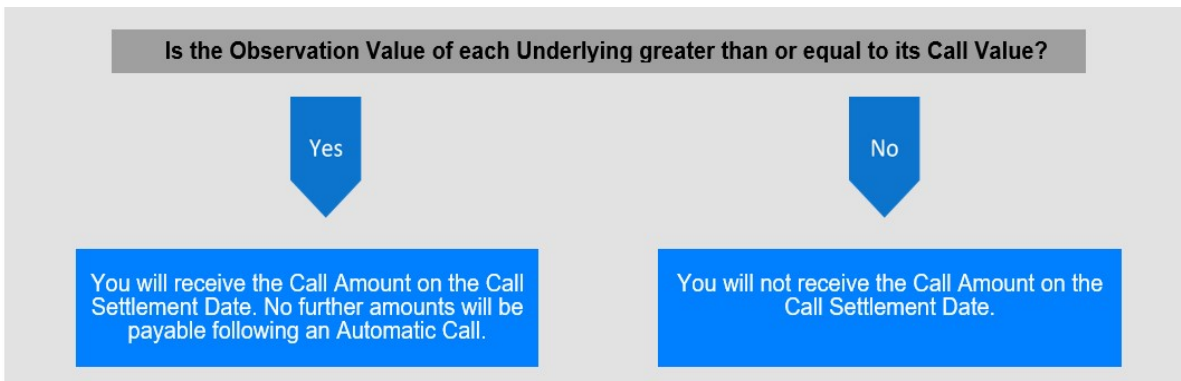 Is the Observation Value of each Underlying greater than or equal to its Call Value?
Yes
No
You will receive the Call Amount on the Call
Settlement Date. No further amounts will be
payable following an Automatic Call.
You will not receive the Call Amount on the
Call Settlement Date.